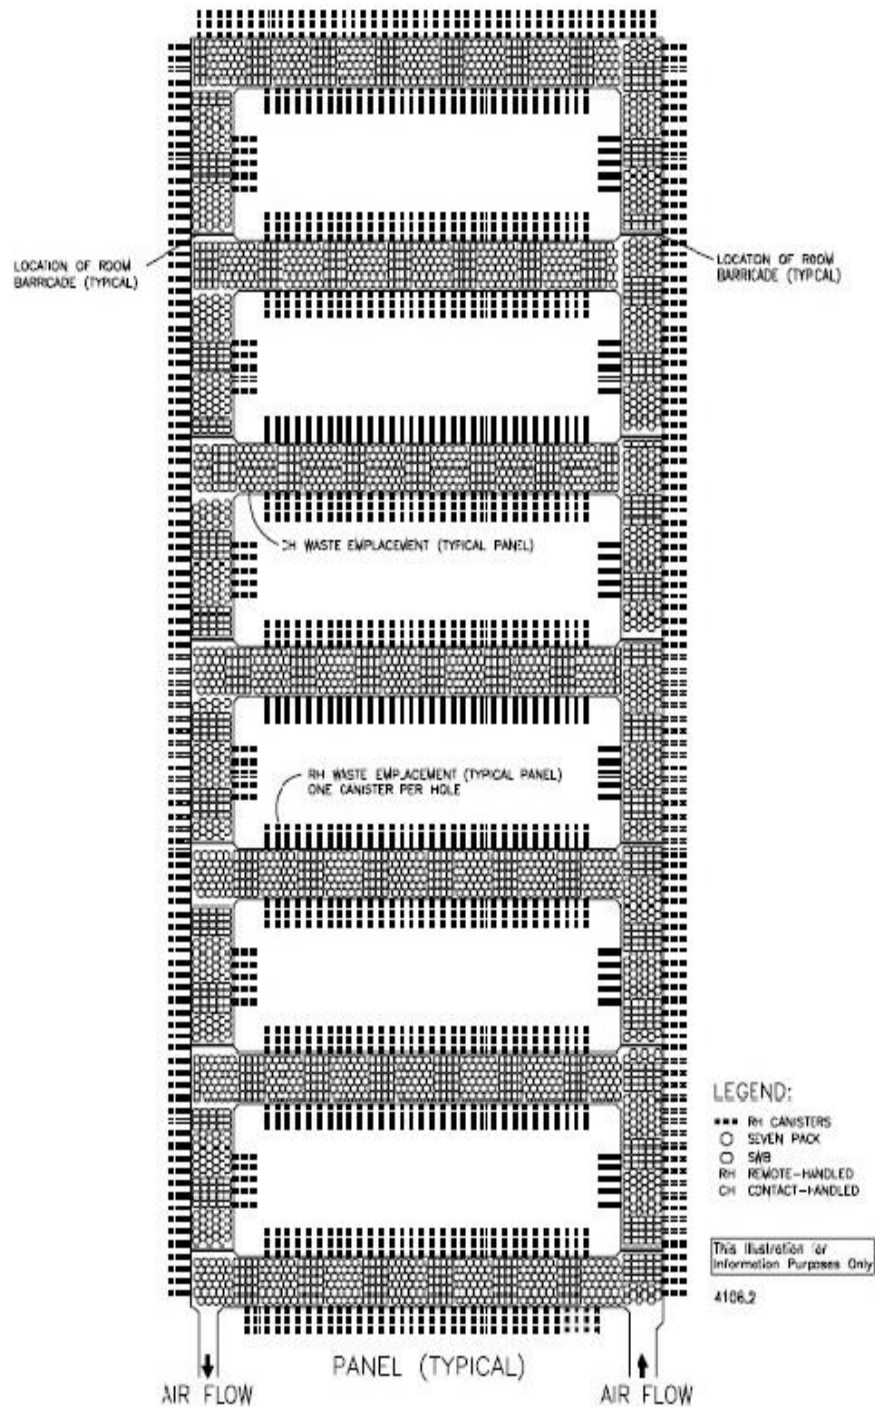 LOCATION OF ROOM
BARRICADE (TYPICAL)
LOCATON OF ROOM
BARRICADE (TYPCAL)
CH WASTE EMPLACEMENT (TYPICAL PANEL)
RH WASTE EMPLACEMENT (TYPICAL PANEL)
ONE CANISTER PER HOLE
LEGEND:
RH CANISTERS
SEVEN PACK
SWB
RH REMOTE-HANDLED
CH CONTACT-HANDLED
This Illustration for
Information Purposes Only
4106.2
PANEL (TYPICAL)
AIR FLOW
AIR FLOW